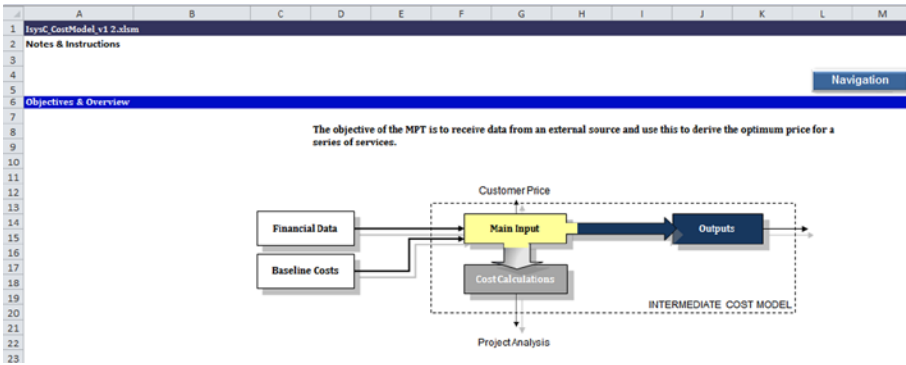 A B C D E F G H I J K L M
1 IsysC_CostModel_v1 2.xlsm
2 Notes & Instructions
3
4
Navigation
5
6 Objectives & Overview
7
8 The objective of the MPT is to receive data from an external source and use this to derive the optimum price for a
9 series of services.
10
11
12 Customer Price
13
14 Financial Data Main Input Outputs
15
16
17 Baseline Costs
18 Cost Calculations
19
INTERMEDIATE COST MODEL
20
21
22 Project Analysis
23